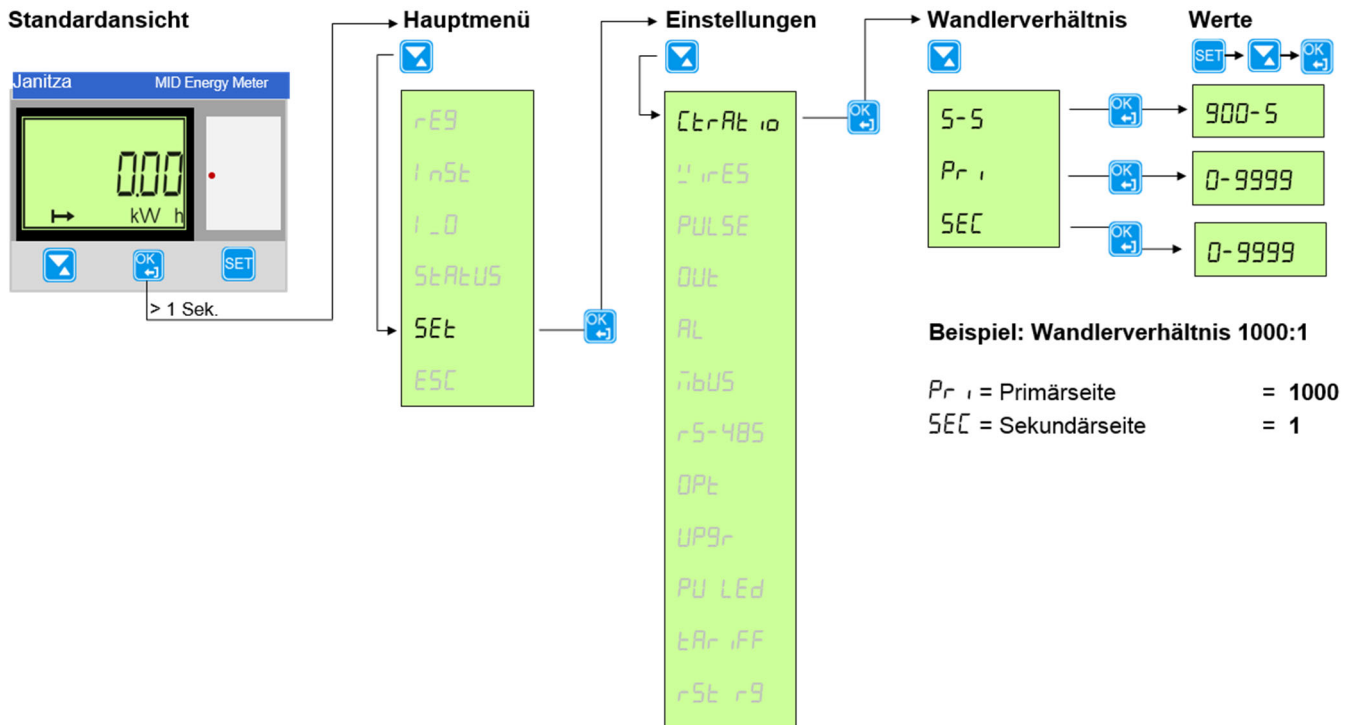 Standardansicht
Janitza MID Energy Meter
0.00
kW h
OK
SET
> 1 Sek.
Hauptmenü
rEg
InSt
I_O
StAtUS
SEt
ESC
OK
Einstellungen
CtrAtio
WirES
PULSE
OUt
AL
mbUS
rS-485
OPt
UPgr
PU LEd
tAriFF
rSt rg
OK
Wandlerverhältnis
S-S
Pri
SEC
OK
OK
OK
Werte
SET
OK
900-S
0-9999
0-9999
Beispiel: Wandlerverhältnis 1000:1
Pri = Primärseite = 1000
SEC = Sekundärseite = 1